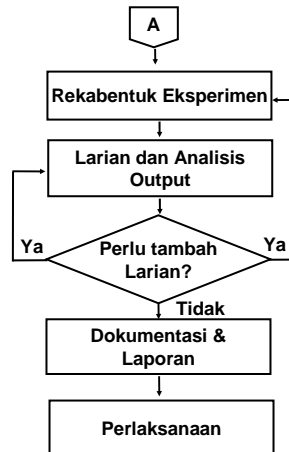 A
Rekabentuk Eksperimen
Larian dan Analisis
Output
Ya
Perlu tambah
Larian?
Ya
Tidak
Dokumentasi &
Laporan
Perlaksanaan